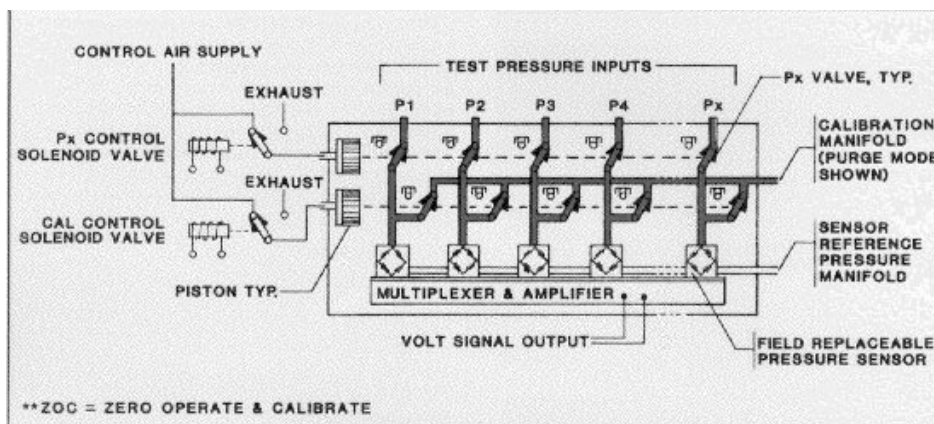 CONTROL AIR SUPPLY
TEST PRESSURE INPUTS
Px VALVE, TYP.
EXHAUST
P1 P2 P3 P4 Px
Px CONTROL
SOLENOID VALVE
CALIBRATION
MANIFOLD
(PURGE MODE
SHOWN)
EXHAUST
CAL CONTROL
SOLENOID VALVE
SENSOR
REFERENCE
PRESSURE
MANIFOLD
PISTON TYP.
MULTIPLEXER & AMPLIFIER
VOLT SIGNAL OUTPUT
FIELD REPLACEABLE
PRESSURE SENSOR
**ZOC = ZERO OPERATE & CALIBRATE